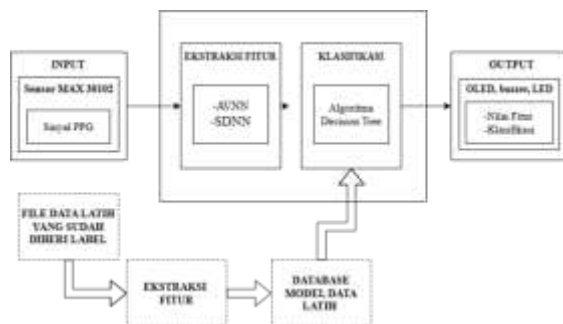 INPUT
Sensor MAX 30102
Sinyal PPG
EKSTRAKSI FITUR
-AVNN
-SDNN
KLASIFIKASI
Algoritma
Decision Tree
OUTPUT
OLED, buzzer, LED
-Nilai Fitur
-Klasifikasi
FILE DATA LATIH
YANG SUDAH
DIBERI LABEL
EKSTRAKSI
FITUR
DATABASE
MODEL DATA
LATIH